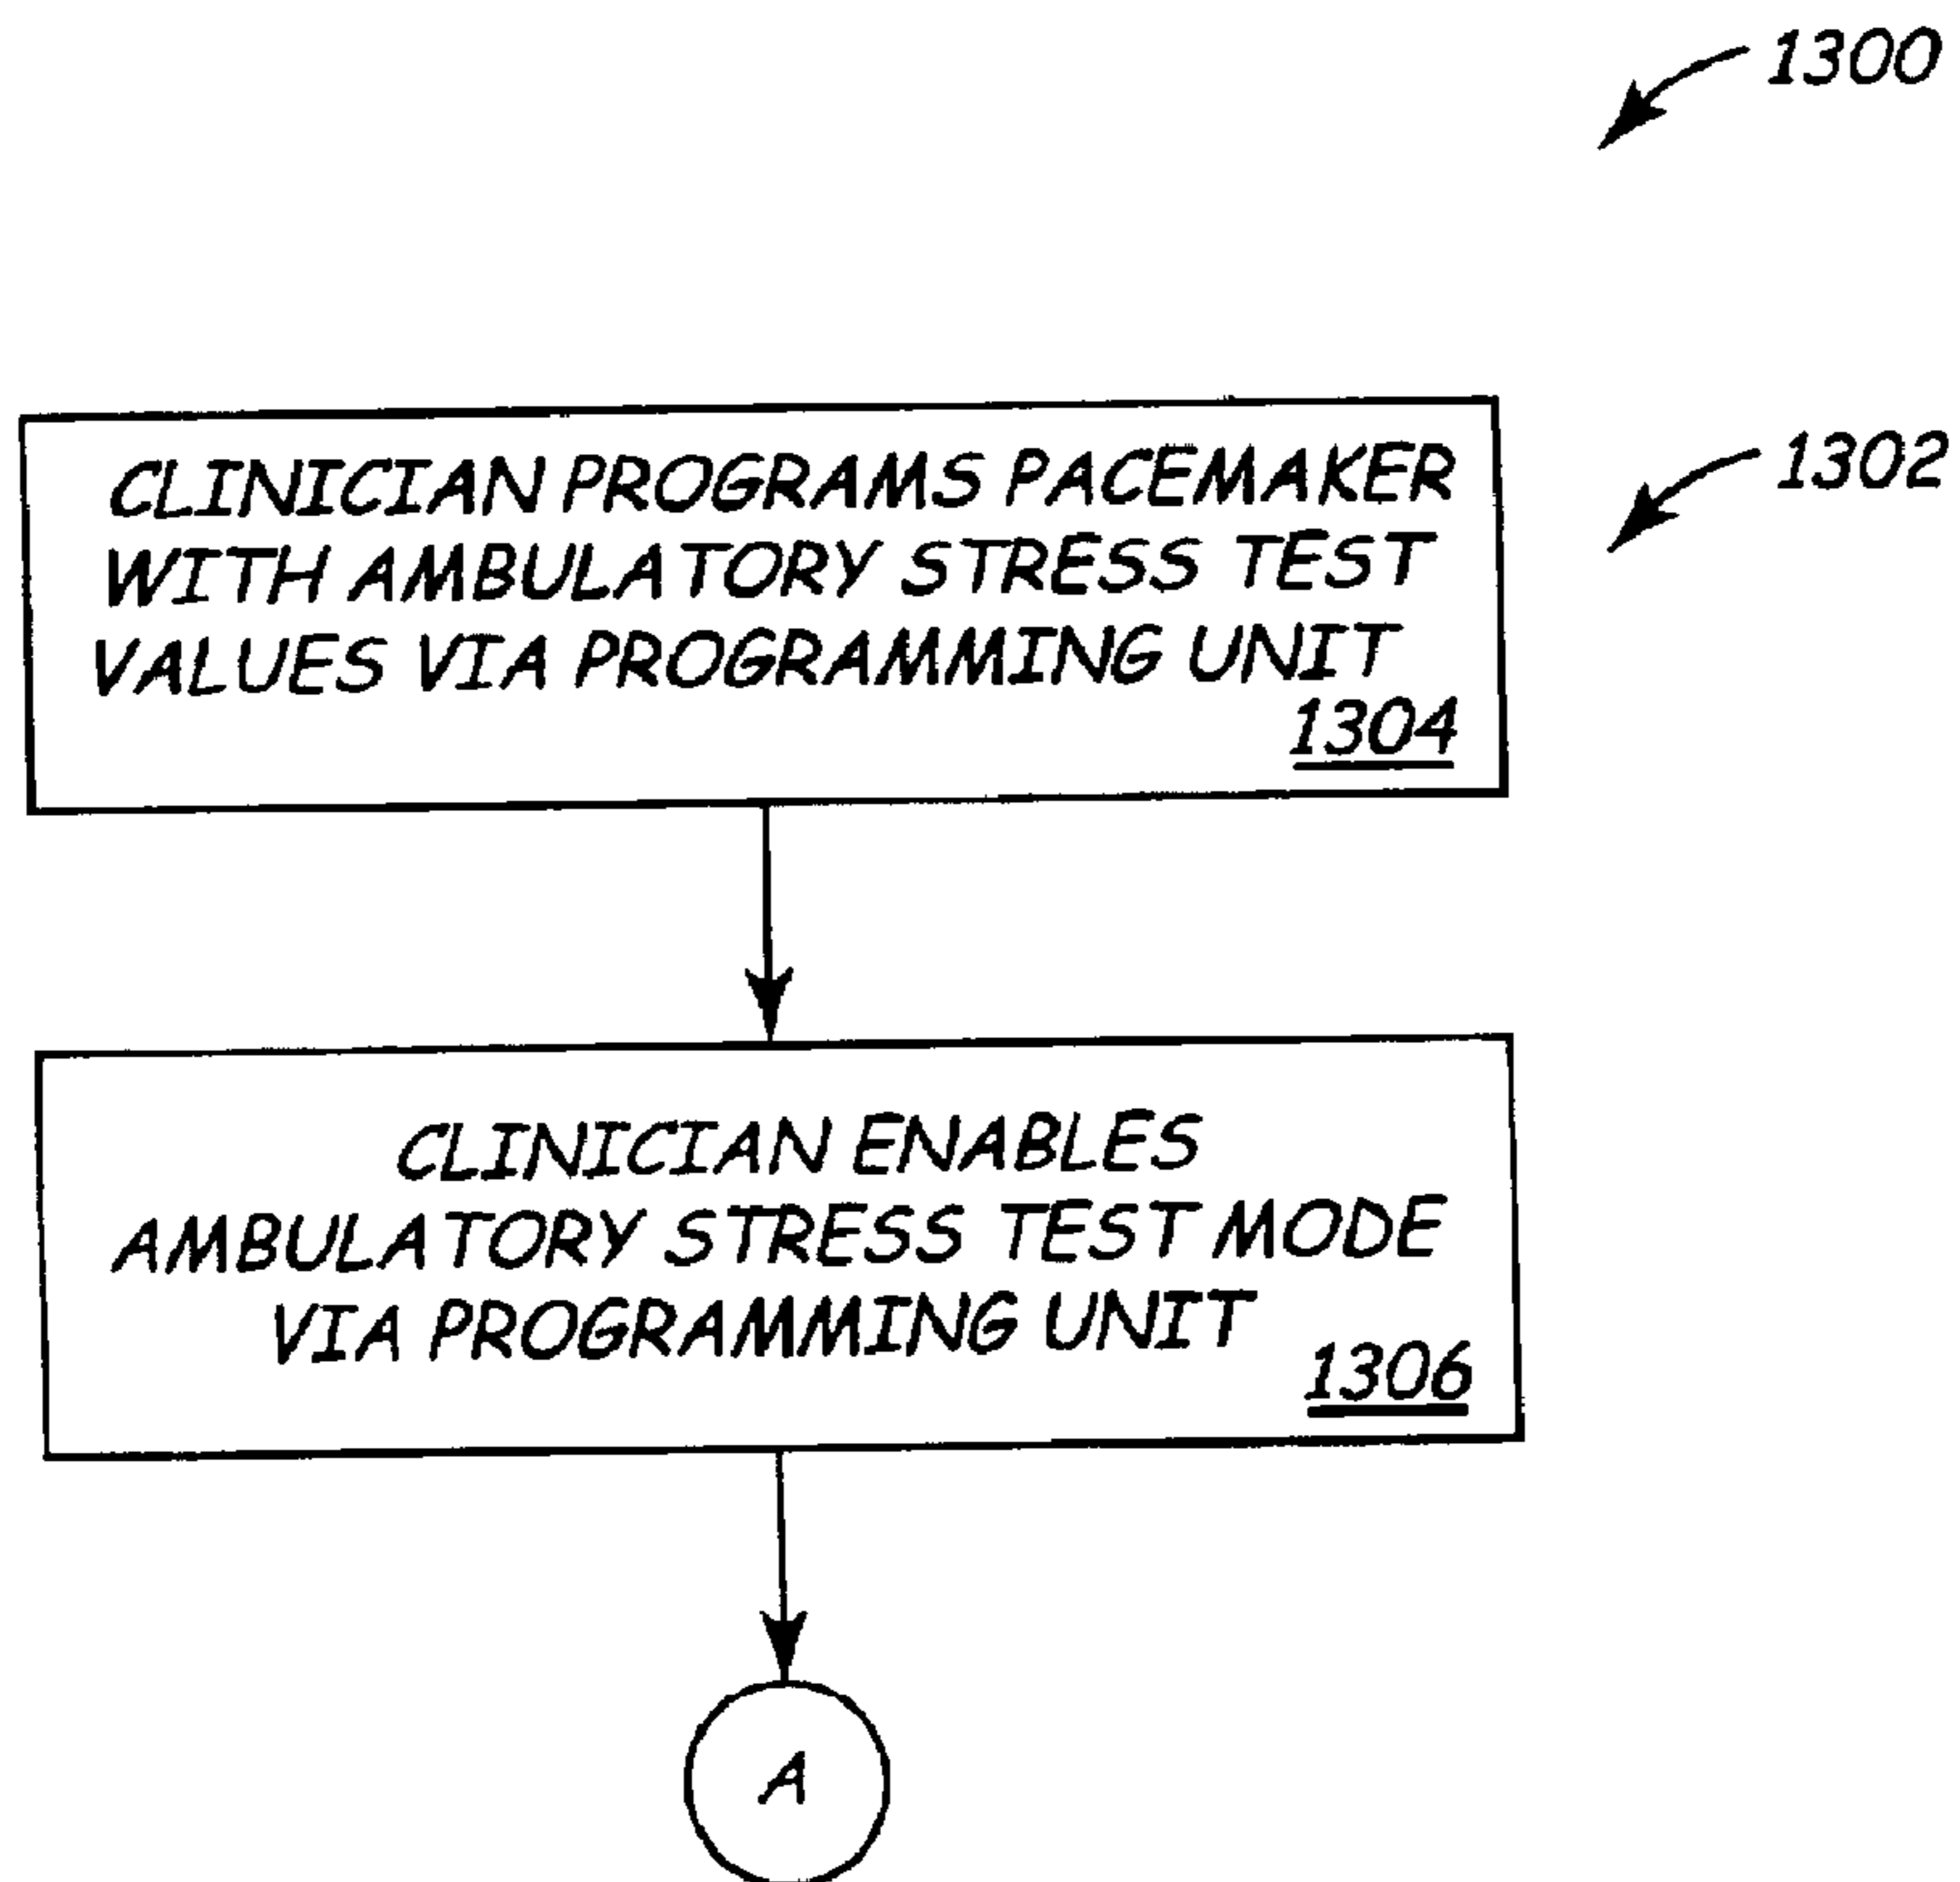 1300
1302
CLINICIAN PROGRAMS PACEMAKER
WITH AMBULATORY STRESS TEST
VALUES VIA PROGRAMMING UNIT
1304
CLINICIAN ENABLES
AMBULATORY STRESS TEST MODE
VIA PROGRAMMING UNIT
1306
A